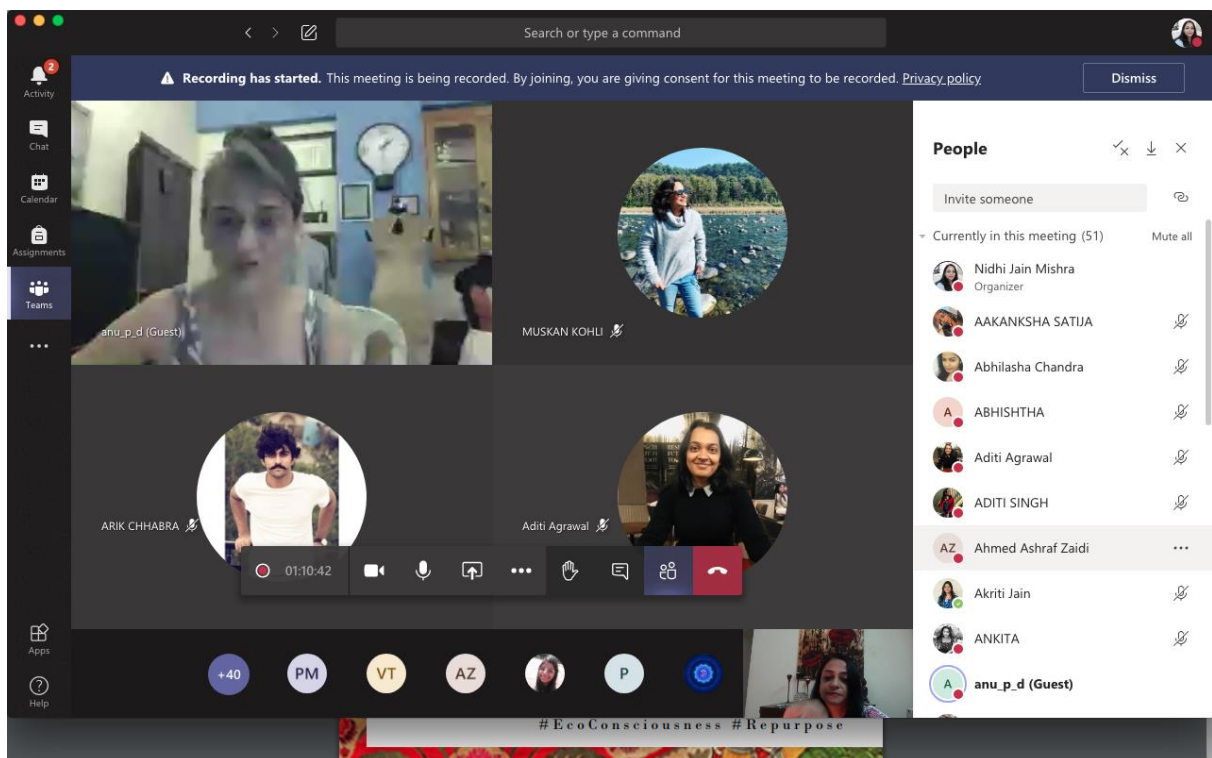 Search or type a command
2
Activity
Chat
Calendar
Assignments
Teams
Apps
Help
Recording has started. This meeting is being recorded. By joining, you are giving consent for this meeting to be recorded. Privacy policy
Dismiss
anu_p_d (Guest)
MUSKAN KOHLI
ARIK CHHABRA
Aditi Agrawal
01:10:42
+40
PM
VT
AZ
P
People
Invite someone
Currently in this meeting (51)
Mute all
Nidhi Jain Mishra
Organizer
AAKANKSHA SATIJA
Abhilasha Chandra
A
ABHISHTHA
Aditi Agrawal
ADITI SINGH
AZ
Ahmed Ashraf Zaidi
Akriti Jain
ANKITA
A
anu_p_d (Guest)
#EcoConsciousness #Repurpose